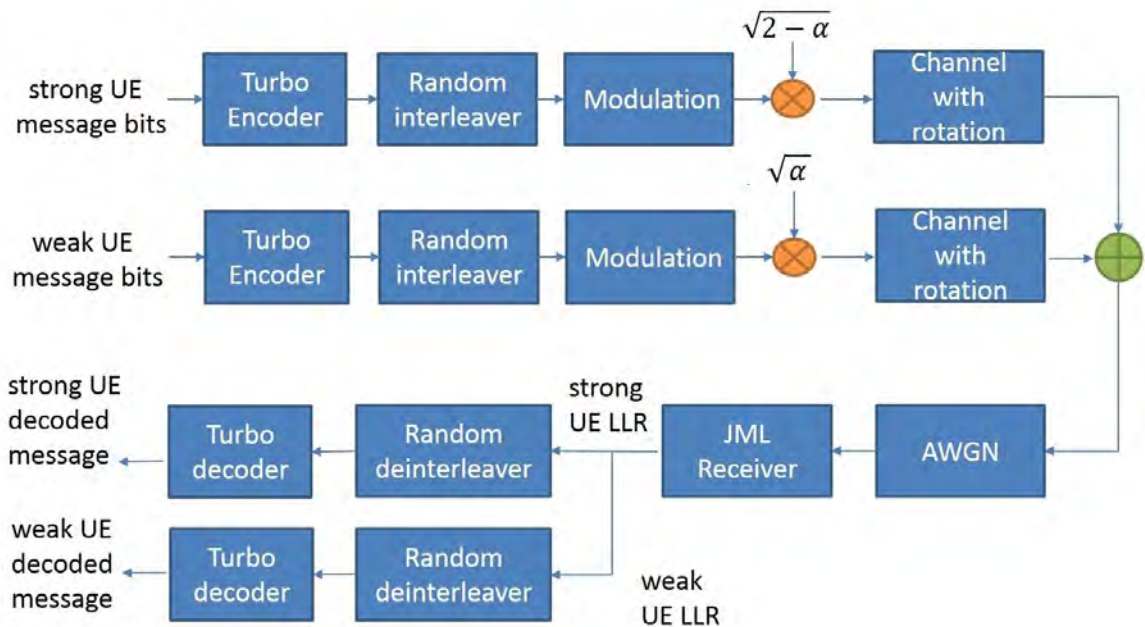 √2 − α
strong UE
message bits
Turbo
Encoder
Random
interleaver
Modulation
Channel
with
rotation
√α
weak UE
message bits
Turbo
Encoder
Random
interleaver
Modulation
Channel
with
rotation
strong UE
decoded
message
Turbo
decoder
Random
deinterleaver
strong
UE LLR
JML
Receiver
AWGN
weak UE
decoded
message
Turbo
decoder
Random
deinterleaver
weak
UE LLR